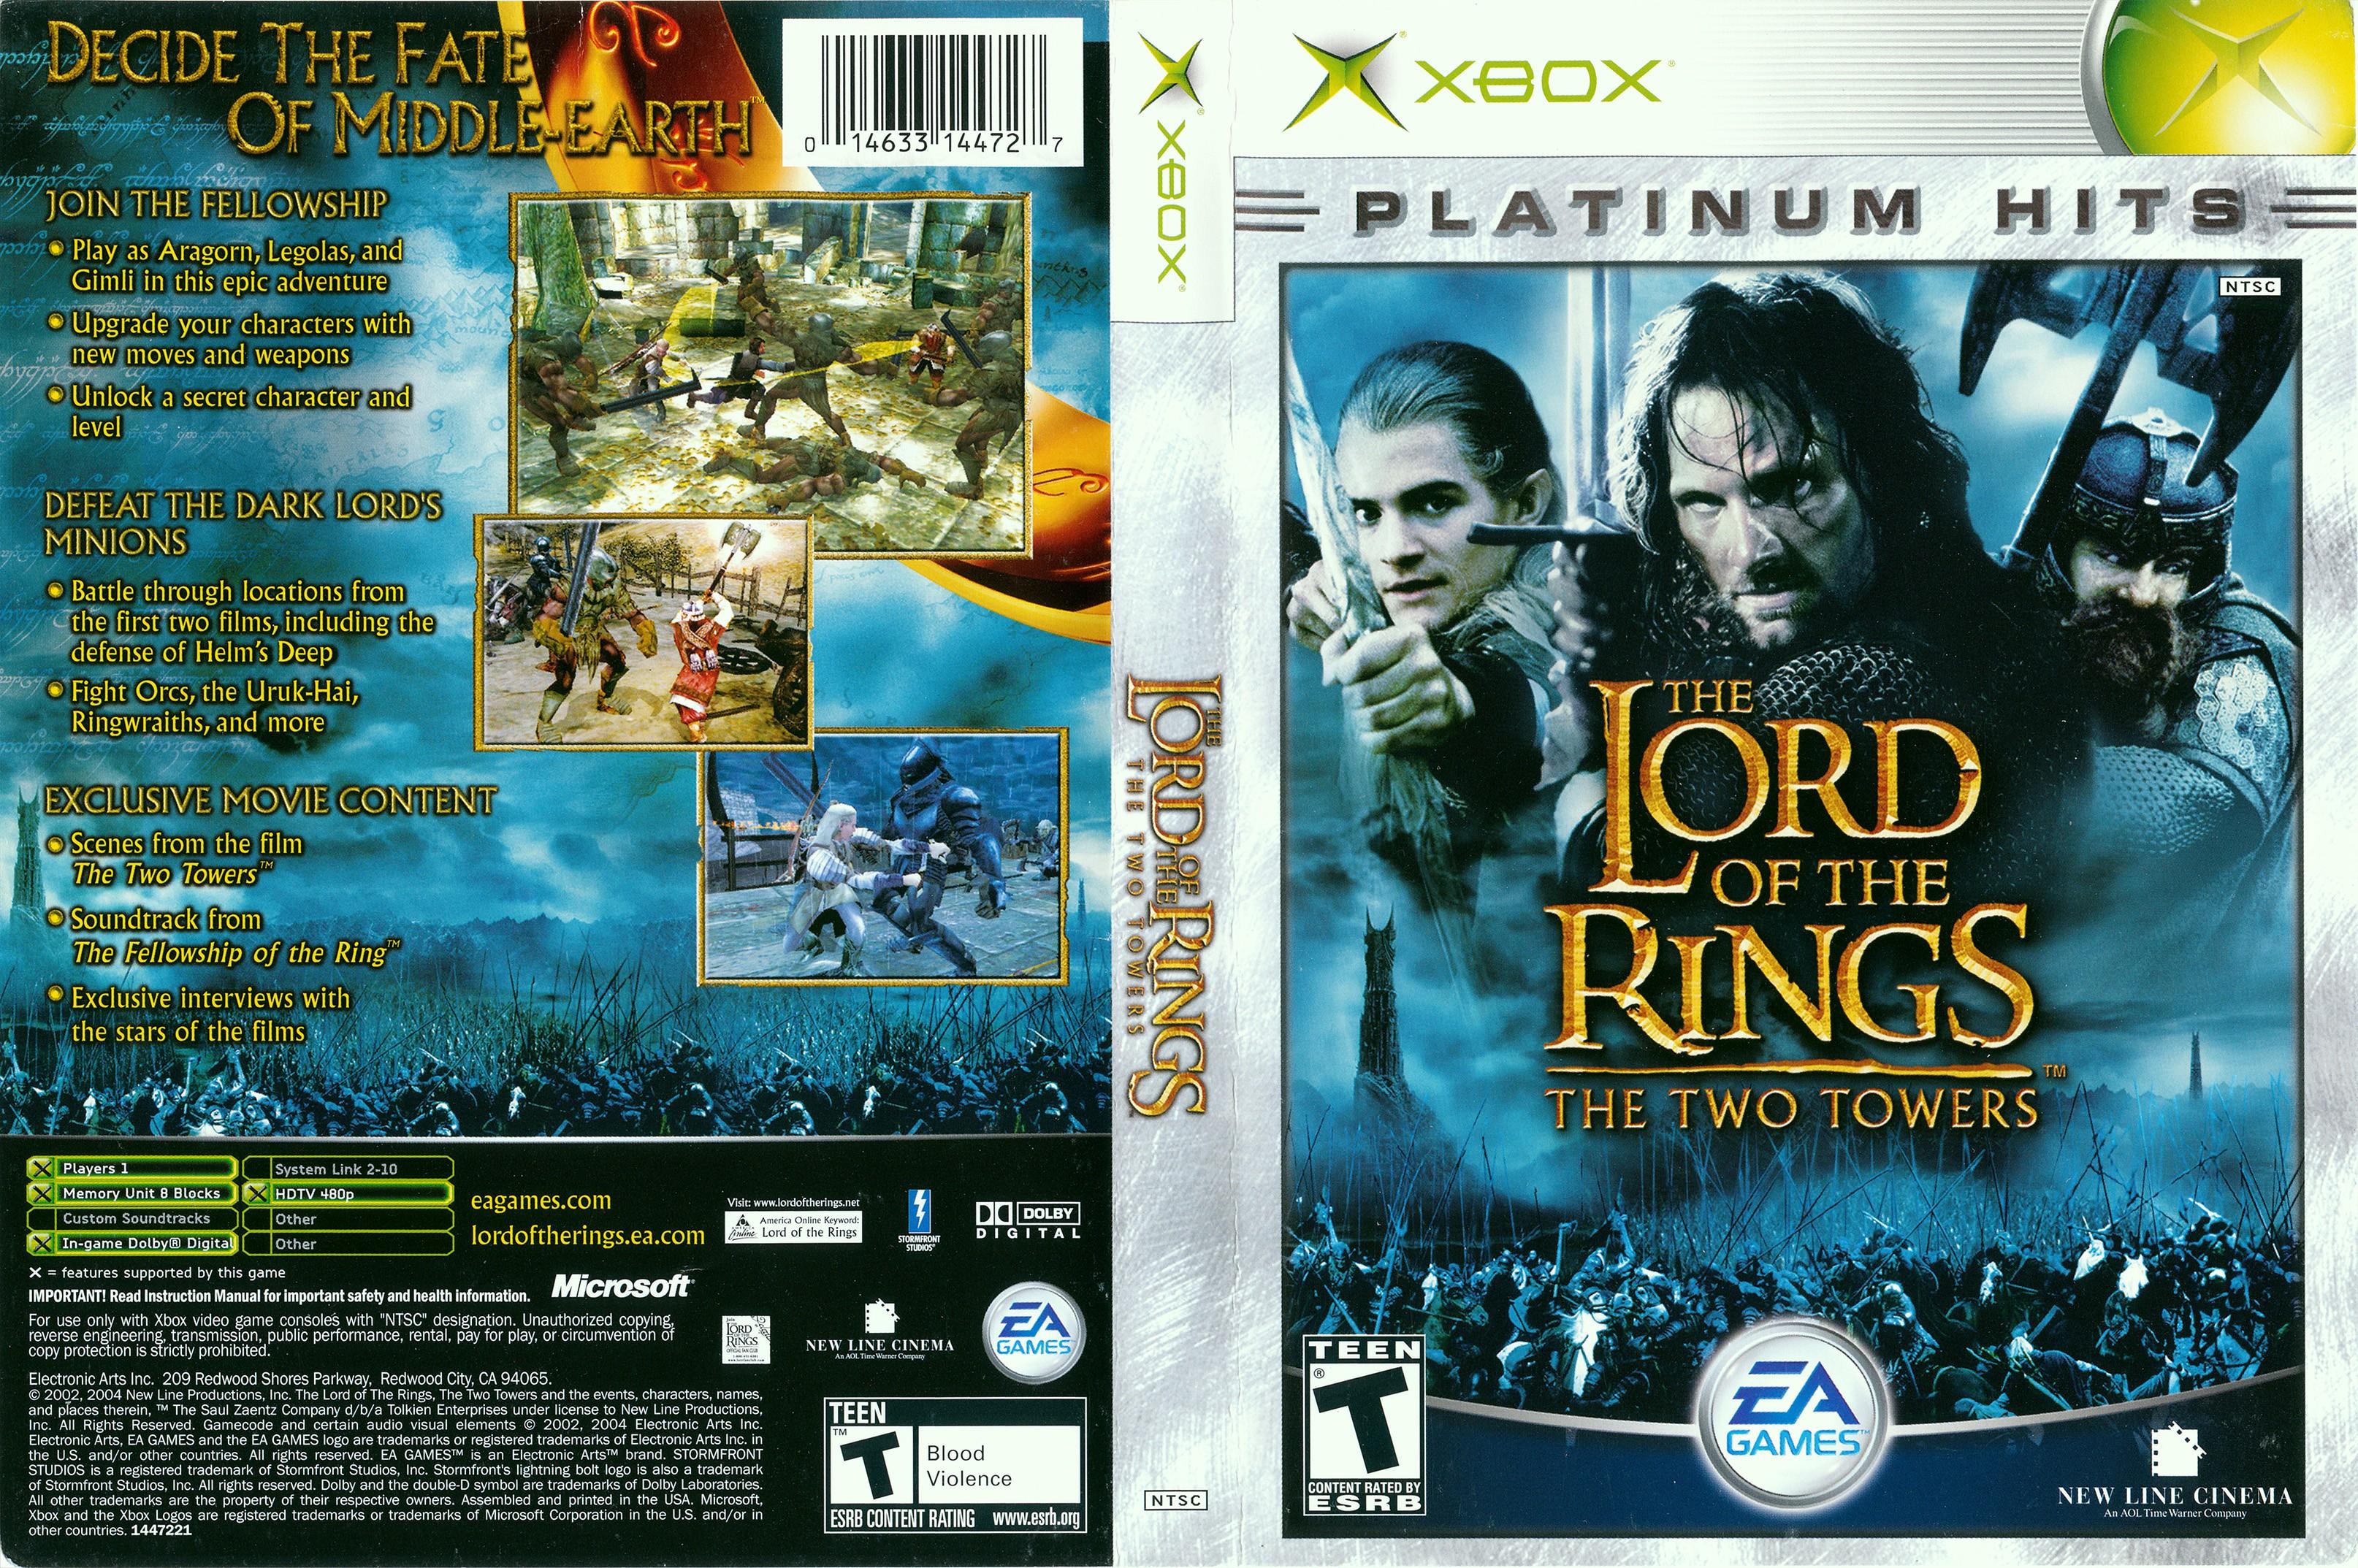 DECIDE THE FATE
OF MIDDLE-EARTH™
0 14633 14472 7
JOIN THE FELLOWSHIP
Play as Aragorn, Legolas, and
Gimli in this epic adventure
Upgrade your characters with
new moves and weapons
Unlock a secret character and
level
DEFEAT THE DARK LORD'S
MINIONS
Battle through locations from
the first two films, including the
defense of Helm's Deep
Fight Orcs, the Uruk-Hai,
Ringwraiths, and more
EXCLUSIVE MOVIE CONTENT
Scenes from the film
The Two Towers™
Soundtrack from
The Fellowship of the Ring™
Exclusive interviews with
the stars of the films
Players 1
System Link 2-10
Memory Unit 8 Blocks
HDTV 480p
Custom Soundtracks
Other
In-game Dolby® Digital
Other
X = features supported by this game
eagames.com
lordoftherings.ea.com
Visit: www.lordoftherings.net
America Online Keyword:
Lord of the Rings
STORMFRONT
STUDIOS®
DOLBY
DIGITAL
IMPORTANT! Read Instruction Manual for important safety and health information.
Microsoft®
For use only with Xbox video game consoles with "NTSC" designation. Unauthorized copying,
reverse engineering, transmission, public performance, rental, pay for play, or circumvention of
copy protection is strictly prohibited.
LORD
RINGS
NEW LINE CINEMA
An AOL Time Warner Company
EA
GAMES™
Electronic Arts Inc. 209 Redwood Shores Parkway, Redwood City, CA 94065.
© 2002, 2004 New Line Productions, Inc. The Lord of The Rings, The Two Towers and the events, characters, names,
and places therein, ™ The Saul Zaentz Company d/b/a Tolkien Enterprises under license to New Line Productions,
Inc. All Rights Reserved. Gamecode and certain audio visual elements © 2002, 2004 Electronic Arts Inc.
Electronic Arts, EA GAMES and the EA GAMES logo are trademarks or registered trademarks of Electronic Arts Inc. in
the U.S. and/or other countries. All rights reserved. EA GAMES™ is an Electronic Arts™ brand. STORMFRONT
STUDIOS is a registered trademark of Stormfront Studios, Inc. Stormfront's lightning bolt logo is also a trademark
of Stormfront Studios, Inc. All rights reserved. Dolby and the double-D symbol are trademarks of Dolby Laboratories.
All other trademarks are the property of their respective owners. Assembled and printed in the USA. Microsoft,
Xbox and the Xbox Logos are registered trademarks or trademarks of Microsoft Corporation in the U.S. and/or in
other countries. 1447221
TEEN
T™
Blood
Violence
ESRB CONTENT RATING www.esrb.org
XBOX®
THE
LORD
OF THE
RINGS
THE TWO TOWERS
NTSC
XBOX®
PLATINUM HITS
NTSC
THE
LORD
OF THE
RINGS
™
THE TWO TOWERS
TEEN
T®
CONTENT RATED BY
ESRB
EA
GAMES™
NEW LINE CINEMA
An AOL Time Warner Company